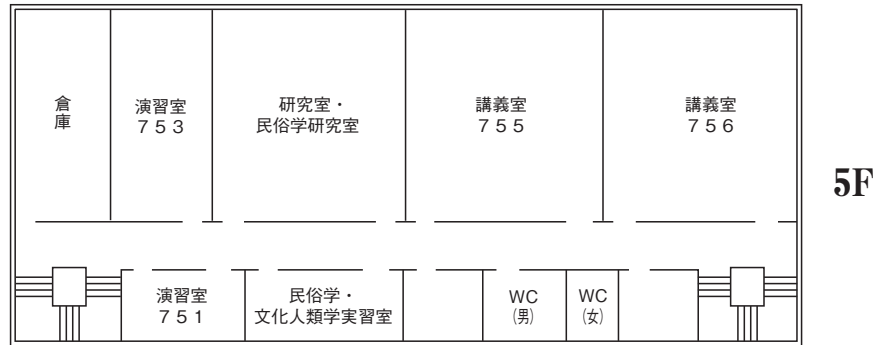 倉庫
演習室
７５３
研究室・
民俗学研究室
講義室
７５５
講義室
７５６
5F
演習室
７５１
民俗学・
文化人類学実習室
WC
(男)
WC
(女)